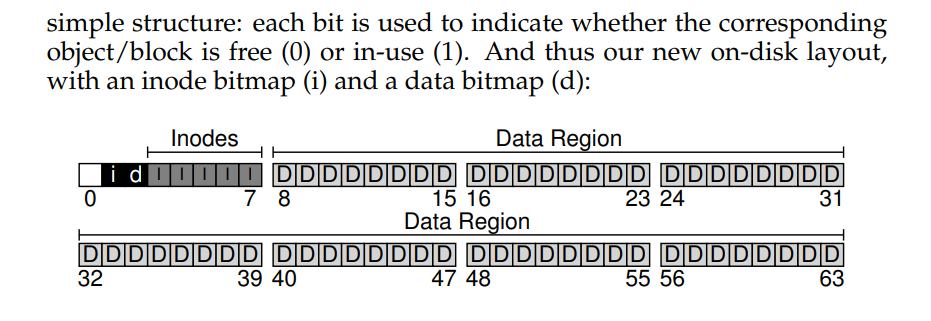 simple structure: each bit is used to indicate whether the corresponding
object/block is free (0) or in-use (1). And thus our new on-disk layout,
with an inode bitmap (i) and a data bitmap (d):
Inodes Data Region
i d I I I I I D D D D D D D D D D D D D D D D D D D D D D D D
0 7 8 15 16 23 24 31
Data Region
D D D D D D D D D D D D D D D D D D D D D D D D D D D D D D D D
32 39 40 47 48 55 56 63